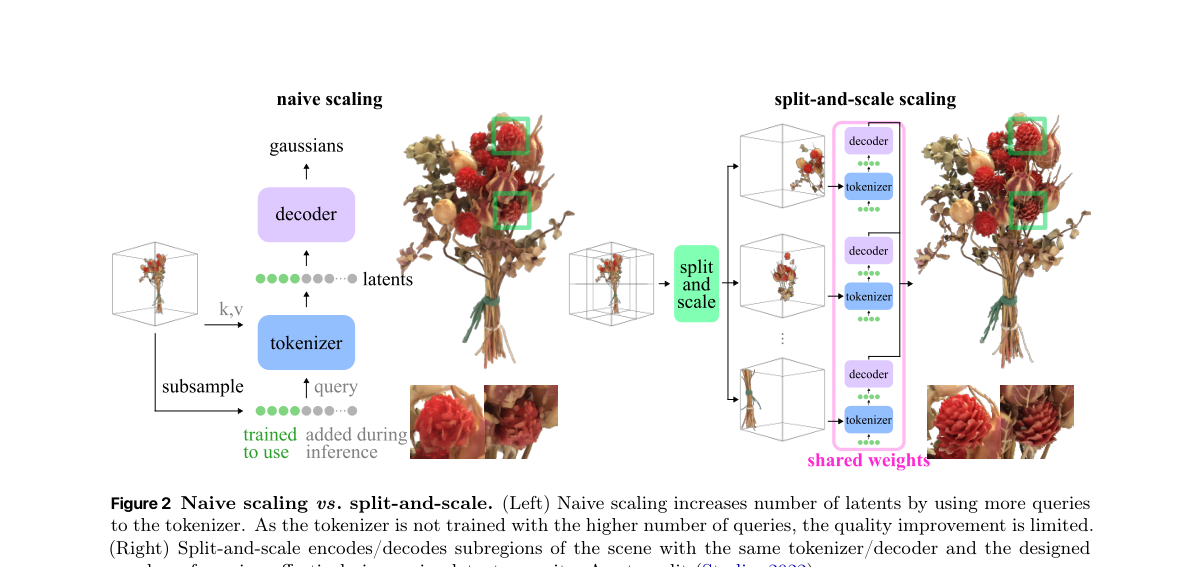 naive scaling
gaussians
decoder
latents
k,v
tokenizer
subsample
query
trained
to use
added during
inference
split-and-scale scaling
split
and
scale
decoder
tokenizer
decoder
tokenizer
decoder
tokenizer
shared weights
Figure 2 Naive scaling vs. split-and-scale. (Left) Naive scaling increases number of latents by using more queries
to the tokenizer. As the tokenizer is not trained with the higher number of queries, the quality improvement is limited.
(Right) Split-and-scale encodes/decodes subregions of the scene with the same tokenizer/decoder and the designed